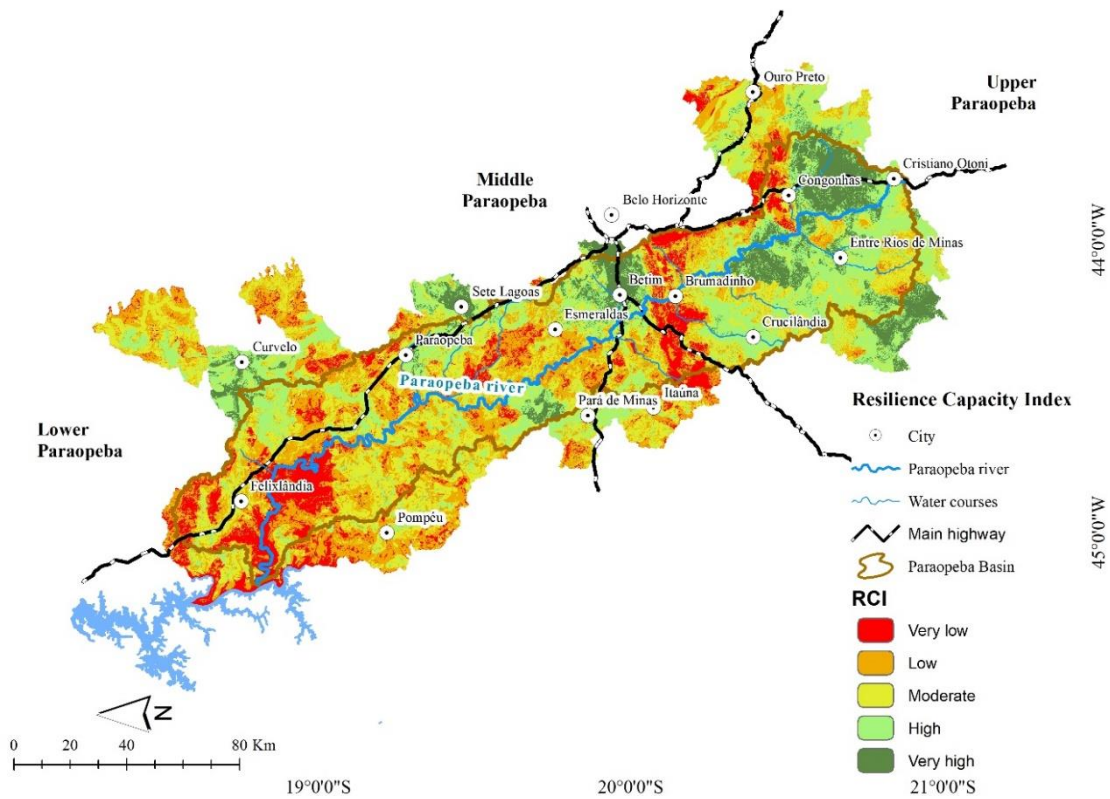 Ouro Preto
Upper
Paraopeba
Cristiano Otoni
Congonhas
Middle
Paraopeba
Belo Horizonte
44°0'0"W
Entre Rios de Minas
Betim
Brumadinho
Sete Lagoas
Esmeraldas
Crucilândia
Paraopeba
Curvelo
Paraopeba river
Itaúna
Pará de Minas
Lower
Paraopeba
Felixlândia
Pompéu
45°0'0"W
Resilience Capacity Index
City
Paraopeba river
Water courses
Main highway
Paraopeba Basin
RCI
Very low
Low
Moderate
High
Very high
N
0 20 40 80 Km
19°0'0"S
20°0'0"S
21°0'0"S